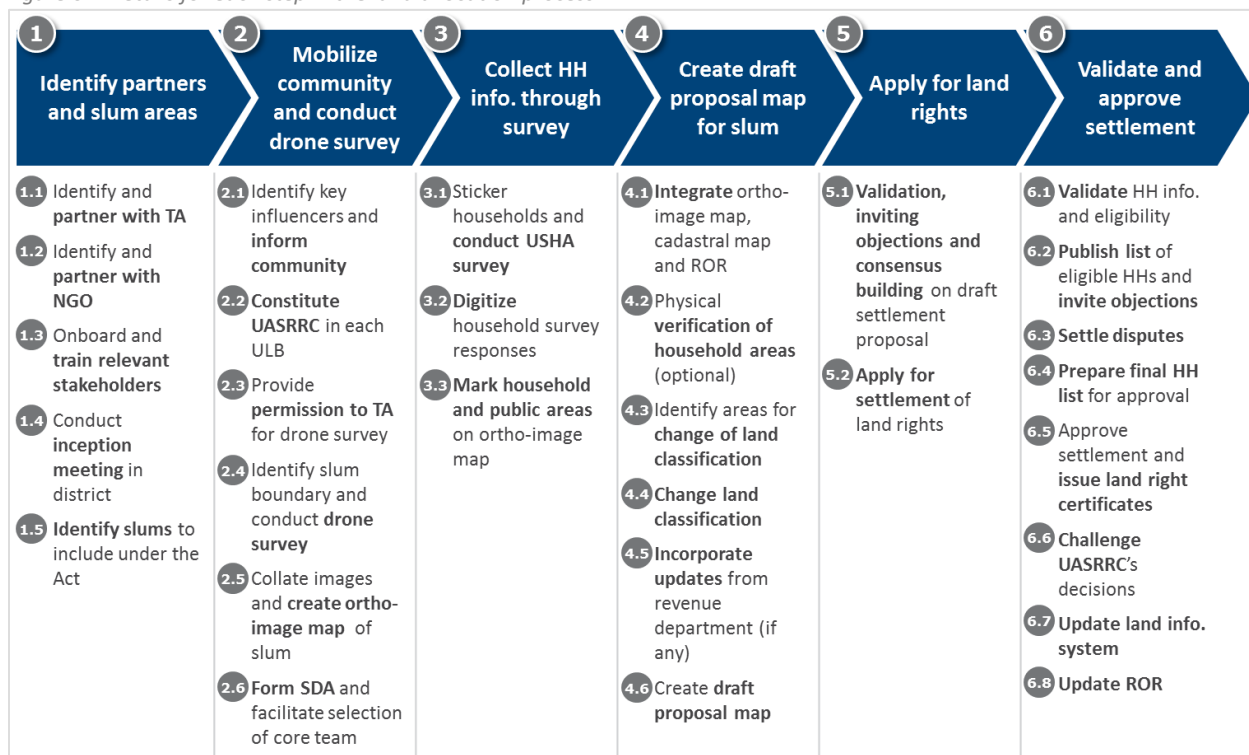 1
Identify partners
and slum areas
2
Mobilize
community
and conduct
drone survey
3
Collect HH
info. through
survey
4
Create draft
proposal map
for slum
5
Apply for land
rights
6
Validate and
approve
settlement
1.1 Identify and
partner with TA
1.2 Identify and
partner with
NGO
1.3 Onboard and
train relevant
stakeholders
1.4 Conduct
inception
meeting in
district
1.5 Identify slums to
include under the
Act
2.1 Identify key
influencers and
inform
community
2.2 Constitute
UASRRC in each
ULB
2.3 Provide
permission to TA
for drone survey
2.4 Identify slum
boundary and
conduct drone
survey
2.5 Collate images
and create ortho-
image map of
slum
2.6 Form SDA and
facilitate selection
of core team
3.1 Sticker
households and
conduct USHA
survey
3.2 Digitize
household survey
responses
3.3 Mark household
and public areas
on ortho-image
map
4.1 Integrate ortho-
image map,
cadastral map
and ROR
4.2 Physical
verification of
household areas
(optional)
4.3 Identify areas for
change of land
classification
4.4 Change land
classification
4.5 Incorporate
updates from
revenue
department (if
any)
4.6 Create draft
proposal map
5.1 Validation,
inviting
objections and
consensus
building on draft
settlement
proposal
5.2 Apply for
settlement of
land rights
6.1 Validate HH info.
and eligibility
6.2 Publish list of
eligible HHs and
invite objections
6.3 Settle disputes
6.4 Prepare final HH
list for approval
6.5 Approve
settlement and
issue land right
certificates
6.6 Challenge
UASRRC's
decisions
6.7 Update land info.
system
6.8 Update ROR